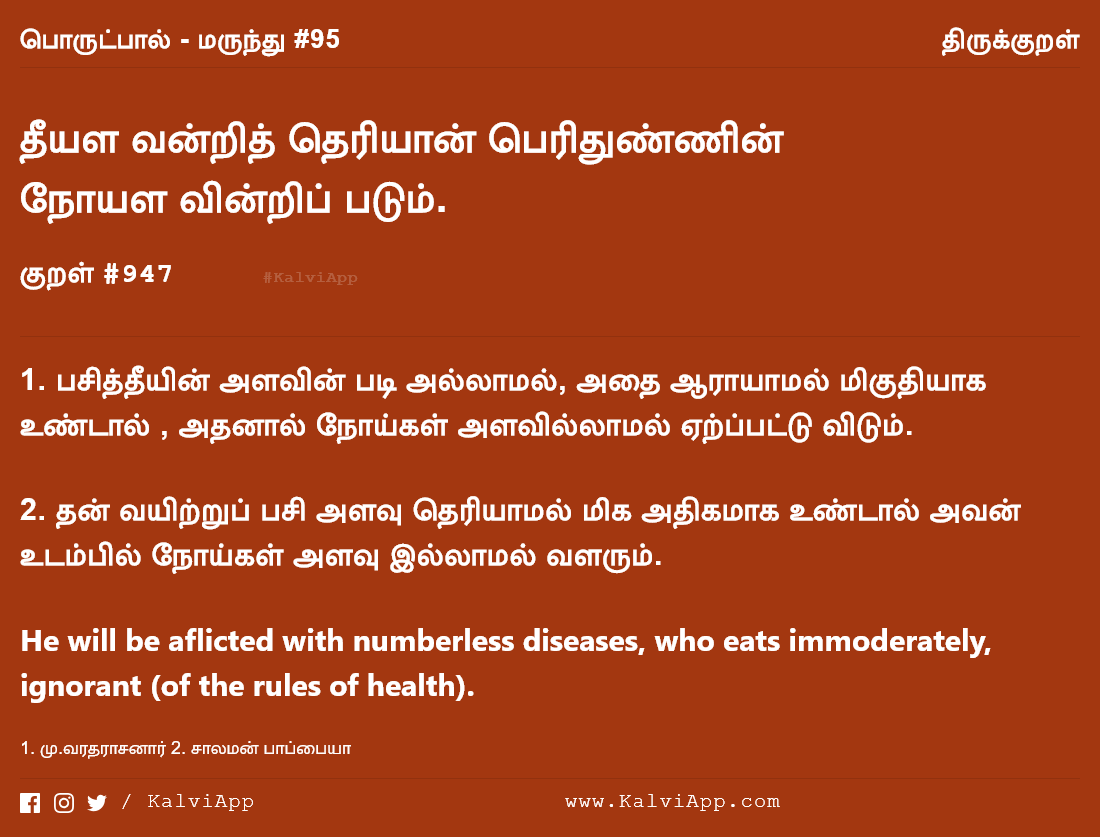 பொருட்பால் - மருந்து #95 திருக்குறள்
தீயள வன்றித் தெரியான் பெரிதுண்ணின்
நோயள வின்றிப் படும்.
குறள் #947 #KalviApp
1. பசித்தீயின் அளவின் படி அல்லாமல், அதை ஆராயாமல் மிகுதியாக
உண்டால் , அதனால் நோய்கள் அளவில்லாமல் ஏற்ப்பட்டு விடும்.
2. தன் வயிற்றுப் பசி அளவு தெரியாமல் மிக அதிகமாக உண்டால் அவன்
உடம்பில் நோய்கள் அளவு இல்லாமல் வளரும்.
He will be aflicted with numberless diseases, who eats immoderately,
ignorant (of the rules of health).
1. மு.வரதராசனார் 2. சாலமன் பாப்பையா
/ KalviApp www.KalviApp.com